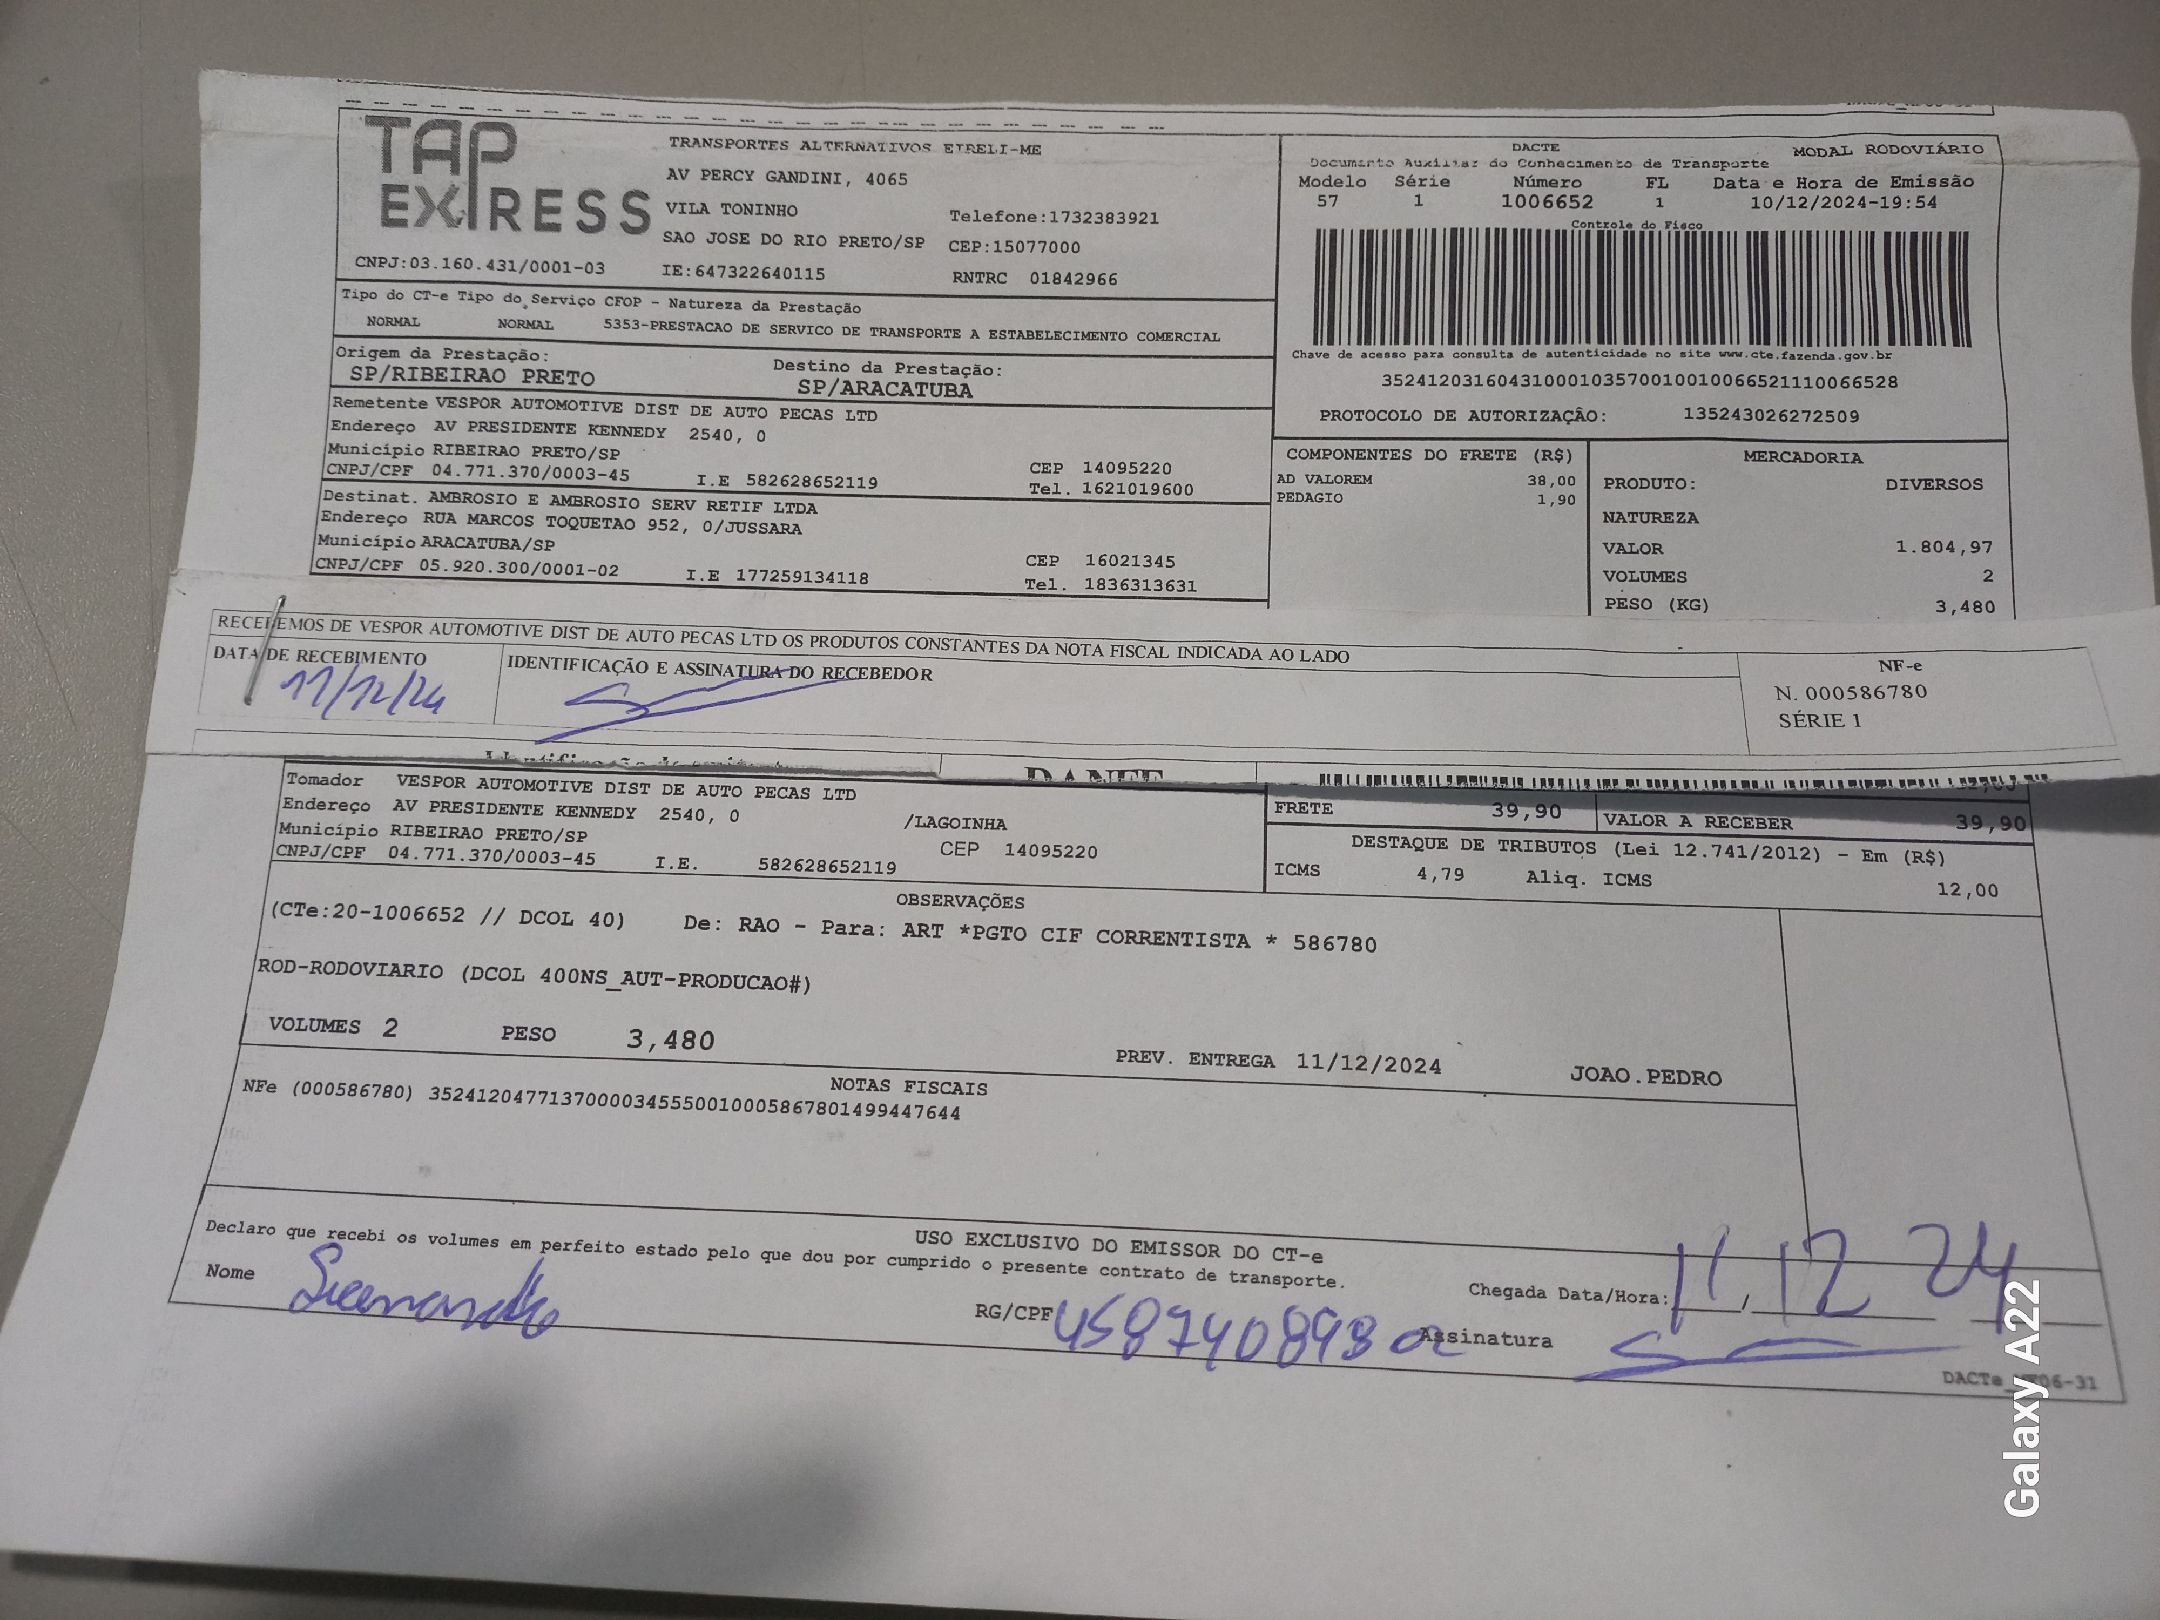 TAP EXPRESS
TRANSPORTES ALTERNATIVOS EIRELI-ME
AV PERCY GANDINI, 4065
VILA TONINHO Telefone:1732383921
SAO JOSE DO RIO PRETO/SP CEP:15077000
CNPJ:03.160.431/0001-03 IE:647322640115 RNTRC 01842966
DACTE MODAL RODOVIÁRIO
Documento Auxiliar do Conhecimento de Transporte
Modelo Série Número FL Data e Hora de Emissão
57 1 1006652 1 10/12/2024-19:54
Controle do Fisco
Chave de acesso para consulta de autenticidade no site www.cte.fazenda.gov.br
35241203160431000103570010010066521110066528
PROTOCOLO DE AUTORIZAÇÃO: 135243026272509
Tipo do CT-e Tipo do Serviço CFOP - Natureza da Prestação
NORMAL NORMAL 5353-PRESTACAO DE SERVICO DE TRANSPORTE A ESTABELECIMENTO COMERCIAL
Origem da Prestação: Destino da Prestação:
SP/RIBEIRAO PRETO SP/ARACATUBA
Remetente VESPOR AUTOMOTIVE DIST DE AUTO PECAS LTD
Endereço AV PRESIDENTE KENNEDY 2540, 0
Município RIBEIRAO PRETO/SP CEP 14095220
CNPJ/CPF 04.771.370/0003-45 I.E 582628652119 Tel. 1621019600
Destinat. AMBROSIO E AMBROSIO SERV RETIF LTDA
Endereço RUA MARCOS TOQUETAO 952, 0/JUSSARA
Município ARACATUBA/SP CEP 16021345
CNPJ/CPF 05.920.300/0001-02 I.E 177259134118 Tel. 1836313631
COMPONENTES DO FRETE (R$)
AD VALOREM 38,00
PEDAGIO 1,90
MERCADORIA
PRODUTO: DIVERSOS
NATUREZA
VALOR 1.804,97
VOLUMES 2
PESO (KG) 3,480
RECEBEMOS DE VESPOR AUTOMOTIVE DIST DE AUTO PECAS LTD OS PRODUTOS CONSTANTES DA NOTA FISCAL INDICADA AO LADO
DATA DE RECEBIMENTO IDENTIFICAÇÃO E ASSINATURA DO RECEBEDOR
11/12/24
NF-e
N. 000586780
SÉRIE 1
DANFE
Tomador VESPOR AUTOMOTIVE DIST DE AUTO PECAS LTD
Endereço AV PRESIDENTE KENNEDY 2540, 0 /LAGOINHA
Município RIBEIRAO PRETO/SP CEP 14095220
CNPJ/CPF 04.771.370/0003-45 I.E. 582628652119
FRETE 39,90 VALOR A RECEBER 39,90
DESTAQUE DE TRIBUTOS (Lei 12.741/2012) - Em (R$)
ICMS 4,79 Aliq. ICMS 12,00
OBSERVAÇÕES
(CTe:20-1006652 // DCOL 40) De: RAO - Para: ART *PGTO CIF CORRENTISTA * 586780
ROD-RODOVIARIO (DCOL 400NS_AUT-PRODUCAO#)
VOLUMES 2 PESO 3,480 PREV. ENTREGA 11/12/2024 JOAO.PEDRO
NOTAS FISCAIS
NFe (000586780) 35241204771370000345550010005867801499447644
USO EXCLUSIVO DO EMISSOR DO CT-e
Declaro que recebi os volumes em perfeito estado pelo que dou por cumprido o presente contrato de transporte.
Nome RG/CPF Chegada Data/Hora: 11 12 24
Assinatura
Galaxy A22